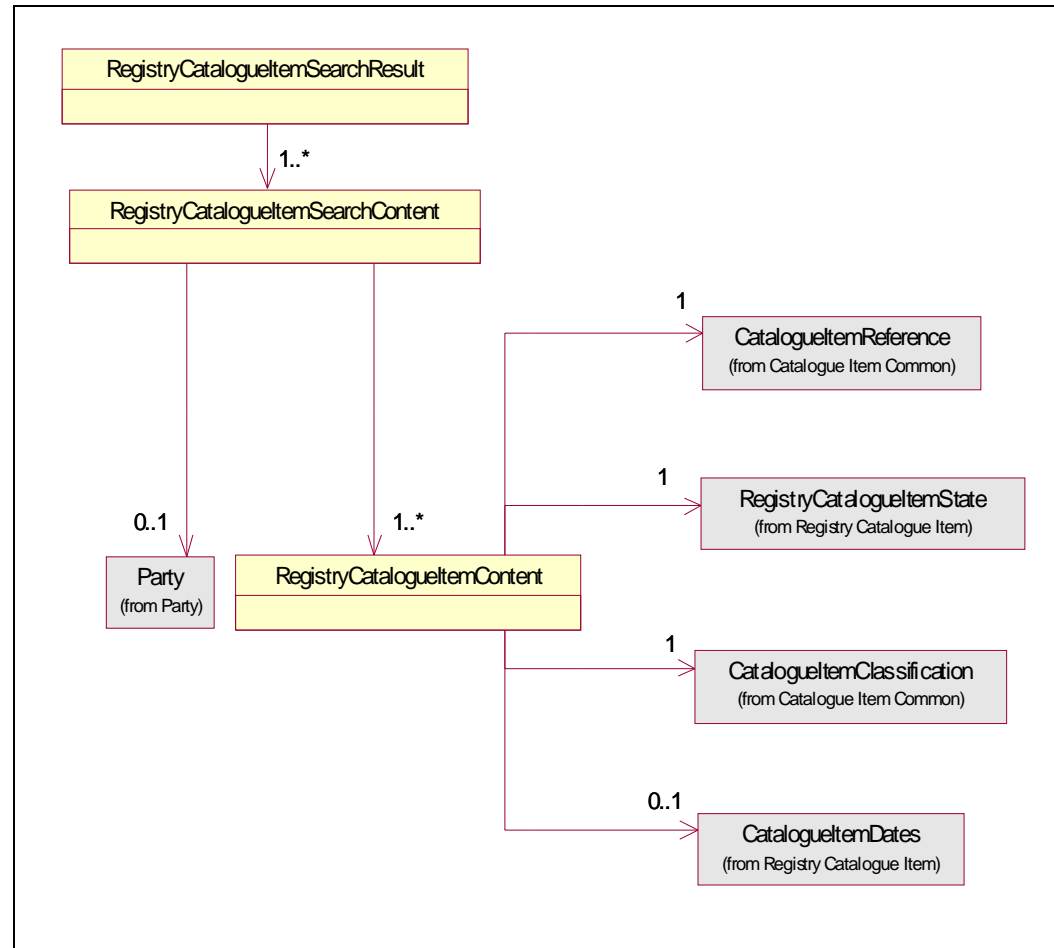 RegistryCatalogueItemSearchResult
1..*
RegistryCatalogueItemSearchContent
1
CatalogueItemReference
(from Catalogue Item Common)
1
RegistryCatalogueItemState
(from Registry Catalogue Item)
0..1
1..*
Party
(from Party)
RegistryCatalogueItemContent
1
CatalogueItemClassification
(from Catalogue Item Common)
0..1
CatalogueItemDates
(from Registry Catalogue Item)